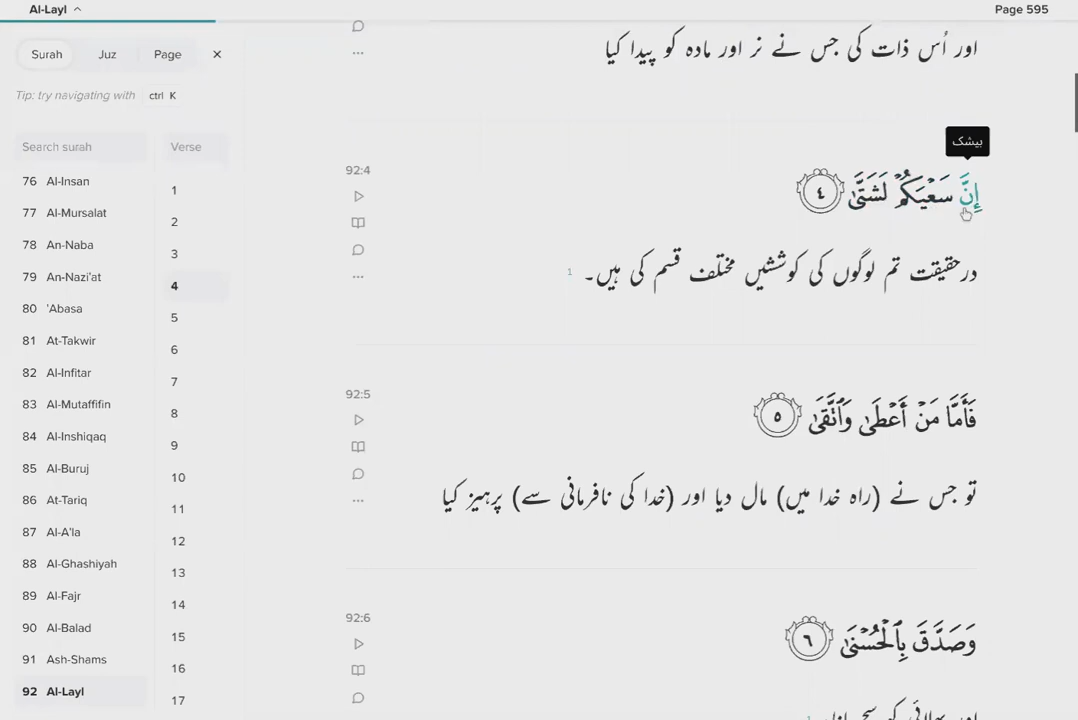 Al-Layl
Page 595
Surah Juz Page
Tip: try navigating with ctrl K
Search surah
Verse
76 Al-Insan
77 Al-Mursalat
78 An-Naba
79 An-Nazi'at
80 'Abasa
81 At-Takwir
82 Al-Infitar
83 Al-Mutaffifin
84 Al-Inshiqaq
85 Al-Buruj
86 At-Tariq
87 Al-A'la
88 Al-Ghashiyah
89 Al-Fajr
90 Al-Balad
91 Ash-Shams
92 Al-Layl
1
2
3
4
5
6
7
8
9
10
11
12
13
14
15
16
17
اور اُس ذات کی جس نے نر اور مادہ کو پیدا کیا
بیشک
92:4
إِنَّ سَعْيَكُمْ لَشَتَّىٰ ٤
درحقیقت تم لوگوں کی کوششیں مختلف قسم کی ہیں۔ 1
92:5
فَأَمَّا مَنْ أَعْطَىٰ وَٱتَّقَىٰ ٥
تو جس نے (راہ خدا میں) مال دیا اور (خدا کی نافرمانی سے) پرہیز کیا
92:6
وَصَدَّقَ بِٱلْحُسْنَىٰ ٦